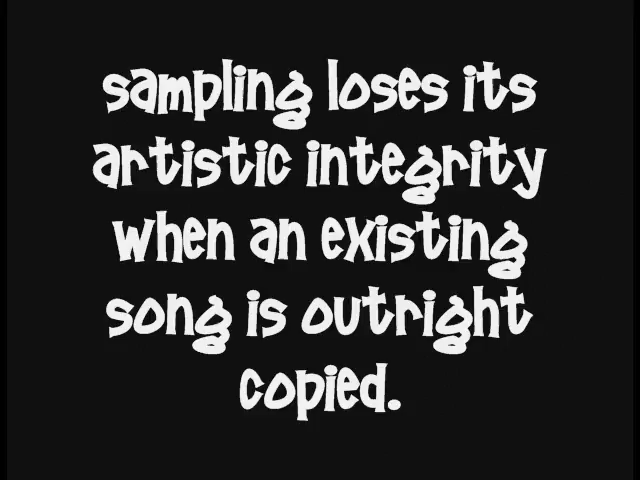 sampling loses its
artistic integrity
when an existing
song is outright
copied.